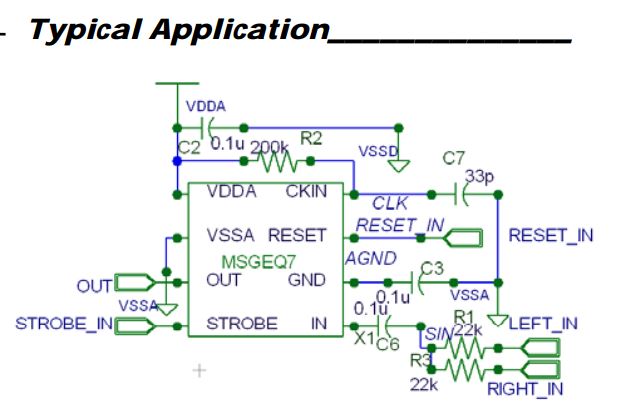 Typical Application
VDDA
C2 0.1u 200k R2
VSSD
C7
33p
VDDA CKIN
CLK
VSSA RESET
RESET_IN
RESET_IN
MSGEQ7
AGND
OUT
OUT GND
C3
0.1u
VSSA
VSSA
0.1u
STROBE_IN
STROBE IN
X1 C6
SIN
R1
22k
LEFT_IN
R3
22k
RIGHT_IN